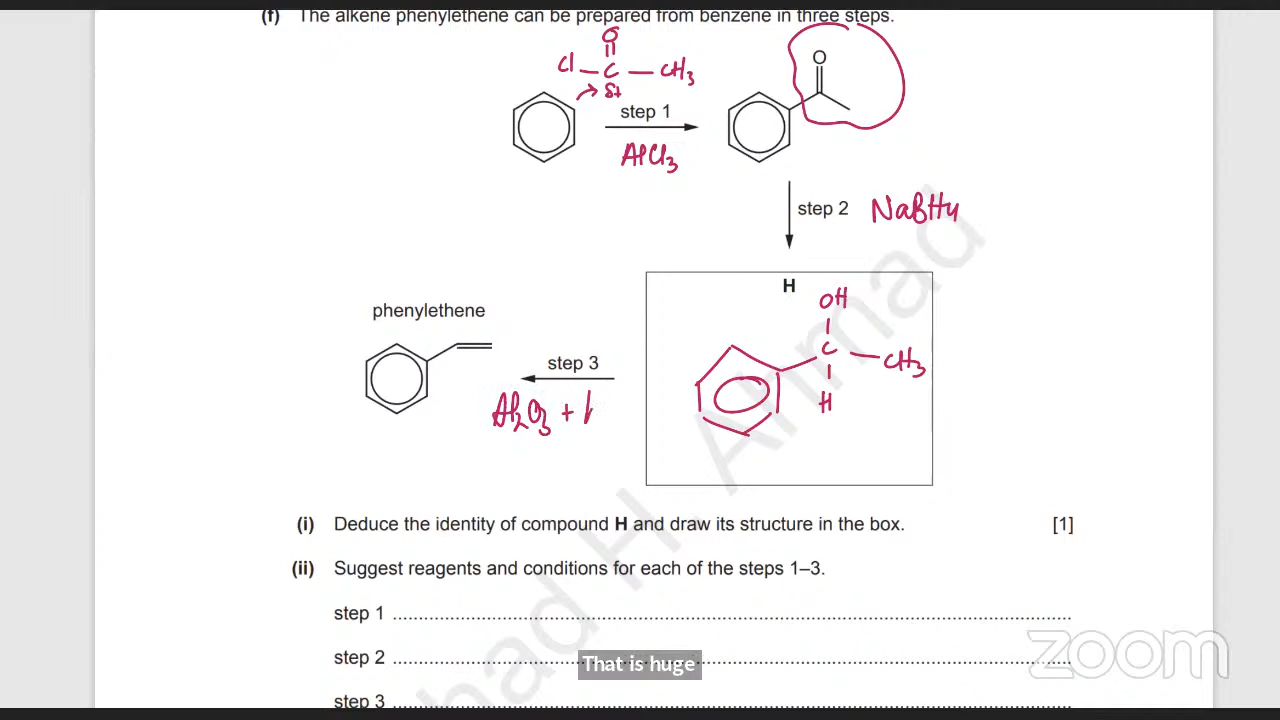 (f) The alkene phenylethene can be prepared from benzene in three steps.
O
Cl — C — CH3
δ+
step 1
AlCl3
O
step 2 NaBH4
H
OH
C
CH3
H
phenylethene
step 3
Al2O3 +
(i) Deduce the identity of compound H and draw its structure in the box. [1]
(ii) Suggest reagents and conditions for each of the steps 1–3.
step 1
step 2
step 3
That is huge
zoom
had H. Ahmad